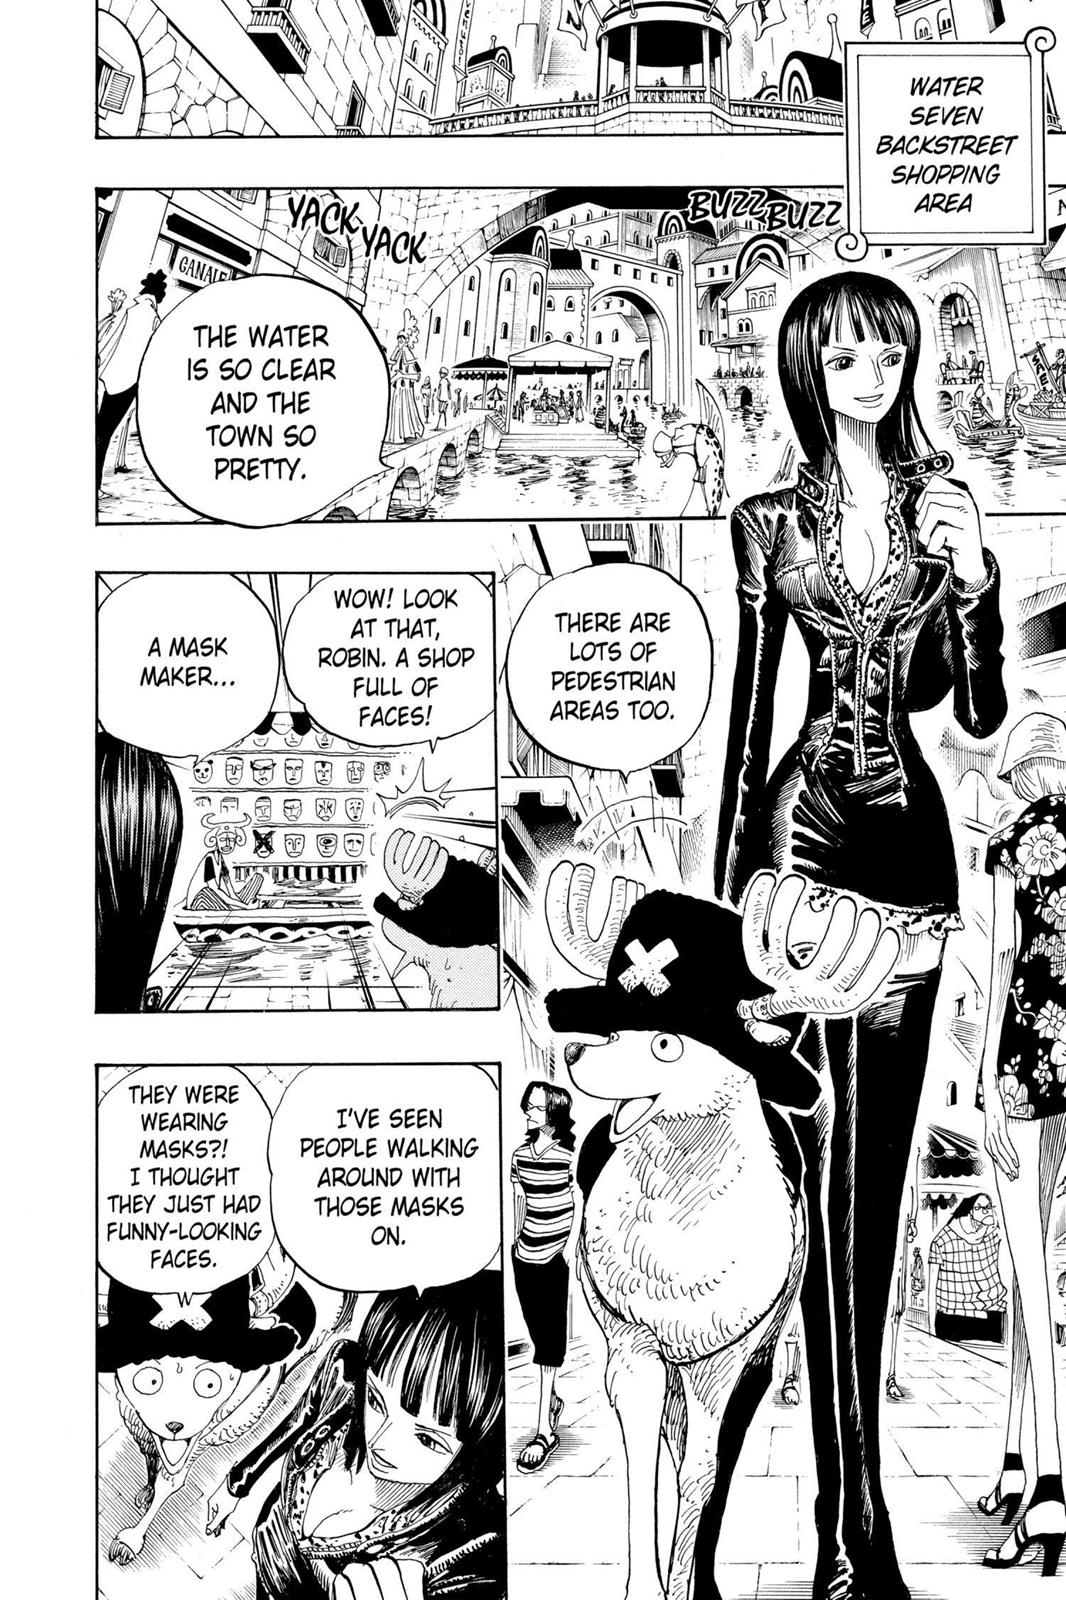 WATER
SEVEN
BACKSTREET
SHOPPING
AREA
YACK
YACK
BUZZ
BUZZ
CANALE
THE WATER
IS SO CLEAR
AND THE
TOWN SO
PRETTY.
THERE ARE
LOTS OF
PEDESTRIAN
AREAS TOO.
WOW! LOOK
AT THAT,
ROBIN. A SHOP
FULL OF
FACES!
A MASK
MAKER...
I'VE SEEN
PEOPLE WALKING
AROUND WITH
THOSE MASKS
ON.
THEY WERE
WEARING
MASKS?!
I THOUGHT
THEY JUST HAD
FUNNY-LOOKING
FACES.